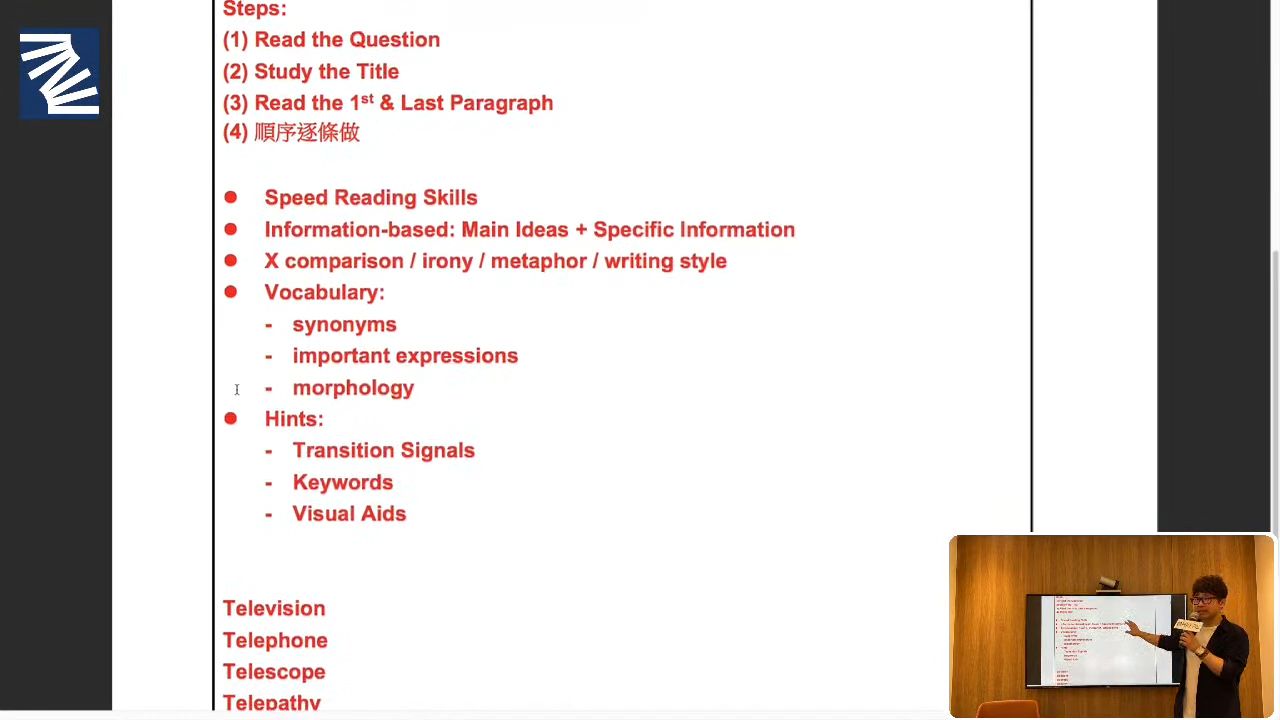 Steps:
(1) Read the Question
(2) Study the Title
(3) Read the 1st & Last Paragraph
(4) 順序逐條做
● Speed Reading Skills
● Information-based: Main Ideas + Specific Information
● X comparison / irony / metaphor / writing style
● Vocabulary:
- synonyms
- important expressions
- morphology
● Hints:
- Transition Signals
- Keywords
- Visual Aids
Television
Telephone
Telescope
Telepathy